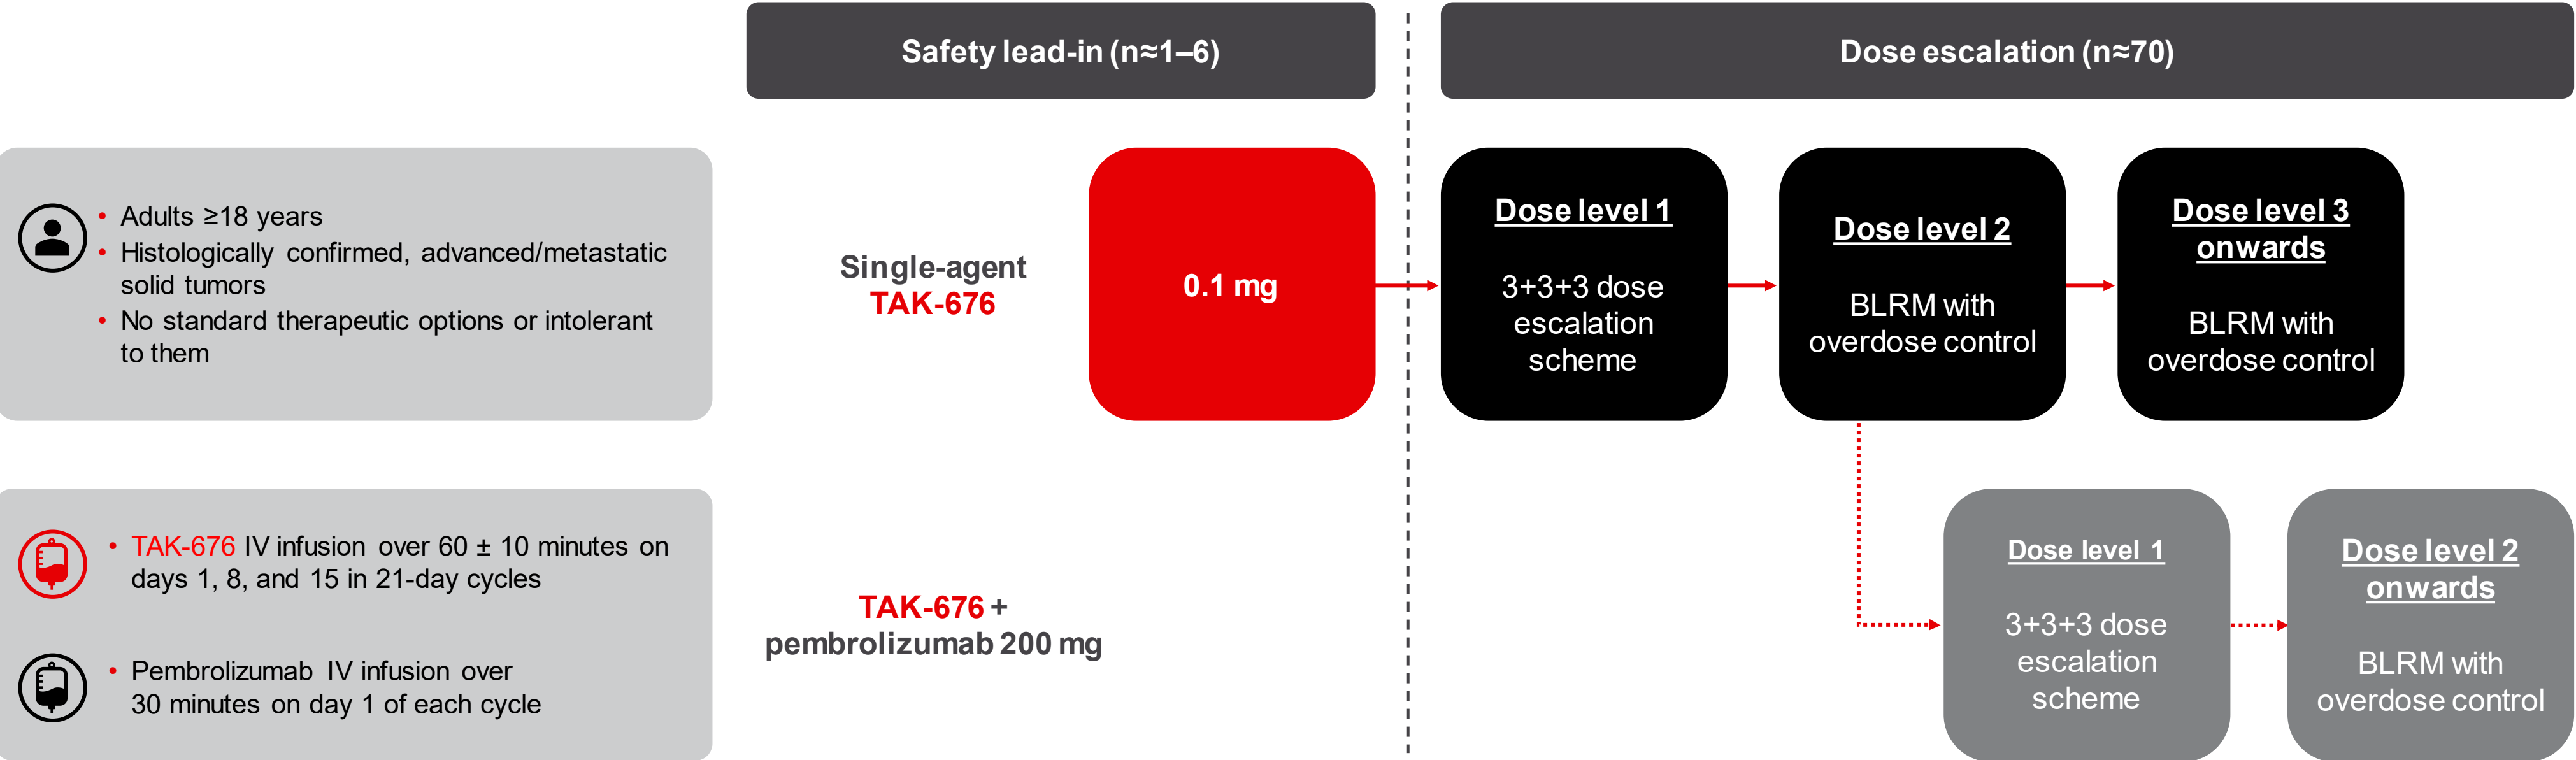 Safety lead-in (n≈1–6)
Dose escalation (n≈70)
• Adults ≥18 years
• Histologically confirmed, advanced/metastatic
solid tumors
• No standard therapeutic options or intolerant
to them
Single-agent
TAK-676
0.1 mg
Dose level 1
3+3+3 dose
escalation
scheme
Dose level 2
BLRM with
overdose control
Dose level 3
onwards
BLRM with
overdose control
• TAK-676 IV infusion over 60 ± 10 minutes on
days 1, 8, and 15 in 21-day cycles
• Pembrolizumab IV infusion over
30 minutes on day 1 of each cycle
TAK-676 +
pembrolizumab 200 mg
Dose level 1
3+3+3 dose
escalation
scheme
Dose level 2
onwards
BLRM with
overdose control